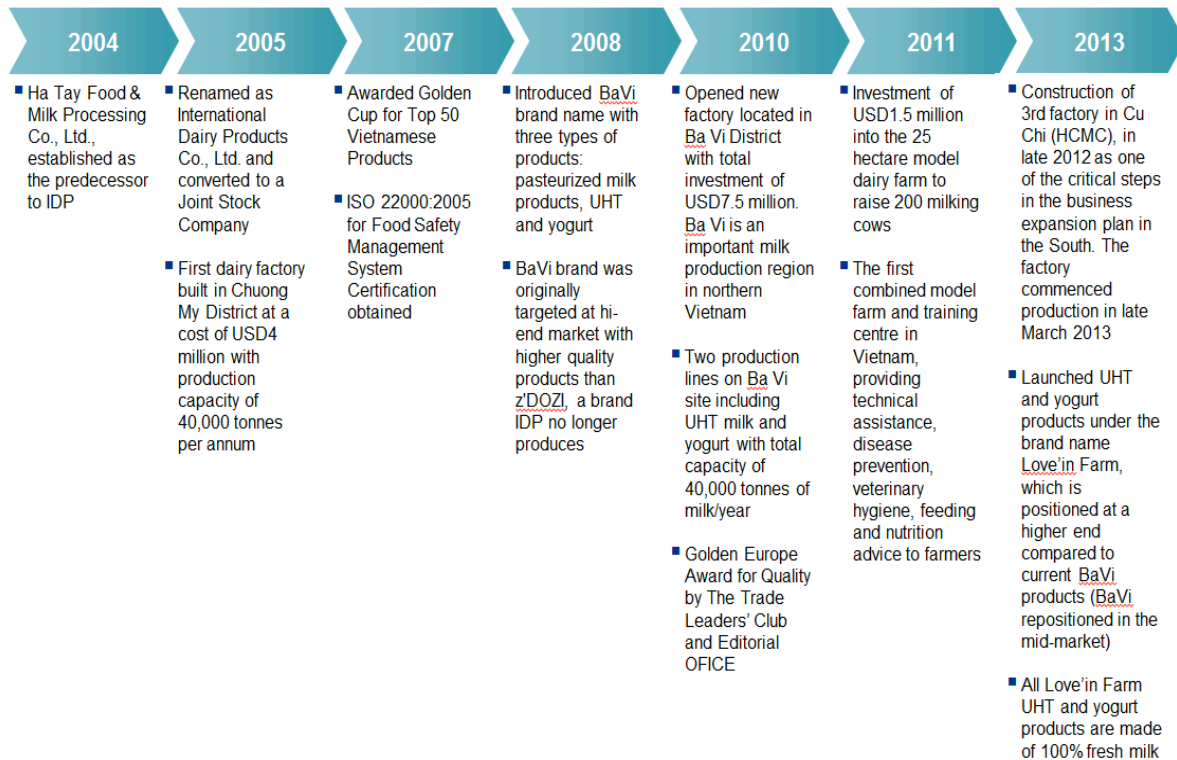 2004
2005
2007
2008
2010
2011
2013
▪ Ha Tay Food &
Milk Processing
Co., Ltd.,
established as
the predecessor
to IDP
▪ Renamed as
International
Dairy Products
Co., Ltd. and
converted to a
Joint Stock
Company
▪ First dairy factory
built in Chuong
My District at a
cost of USD4
million with
production
capacity of
40,000 tonnes
per annum
▪ Awarded Golden
Cup for Top 50
Vietnamese
Products
▪ ISO 22000:2005
for Food Safety
Management
System
Certification
obtained
▪ Introduced BaVi
brand name with
three types of
products:
pasteurized milk
products, UHT
and yogurt
▪ BaVi brand was
originally
targeted at hi-
end market with
higher quality
products than
z'DOZI, a brand
IDP no longer
produces
▪ Opened new
factory located in
Ba Vi District
with total
investment of
USD7.5 million.
Ba Vi is an
important milk
production region
in northern
Vietnam
▪ Two production
lines on Ba Vi
site including
UHT milk and
yogurt with total
capacity of
40,000 tonnes of
milk/year
▪ Golden Europe
Award for Quality
by The Trade
Leaders' Club
and Editorial
OFICE
▪ Investment of
USD1.5 million
into the 25
hectare model
dairy farm to
raise 200 milking
cows
▪ The first
combined model
farm and training
centre in
Vietnam,
providing
technical
assistance,
disease
prevention,
veterinary
hygiene, feeding
and nutrition
advice to farmers
▪ Construction of
3rd factory in Cu
Chi (HCMC), in
late 2012 as one
of the critical steps
in the business
expansion plan in
the South. The
factory
commenced
production in late
March 2013
▪ Launched UHT
and yogurt
products under the
brand name
Love'in Farm,
which is
positioned at a
higher end
compared to
current BaVi
products (BaVi
repositioned in the
mid-market)
▪ All Love'in Farm
UHT and yogurt
products are made
of 100% fresh milk